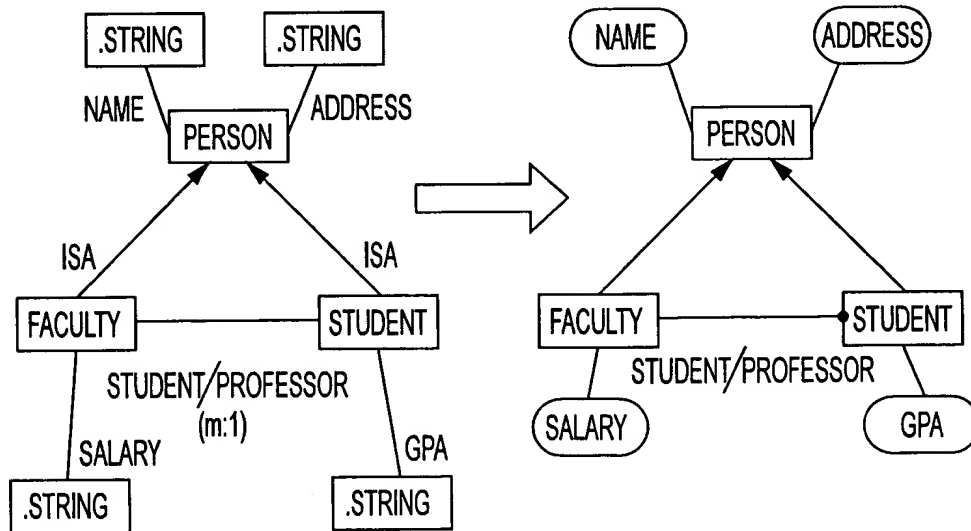 .STRING
.STRING
NAME
ADDRESS
PERSON
ISA
ISA
FACULTY
STUDENT
STUDENT/PROFESSOR
(m:1)
SALARY
GPA
.STRING
.STRING
NAME
ADDRESS
PERSON
FACULTY
STUDENT
STUDENT/PROFESSOR
SALARY
GPA